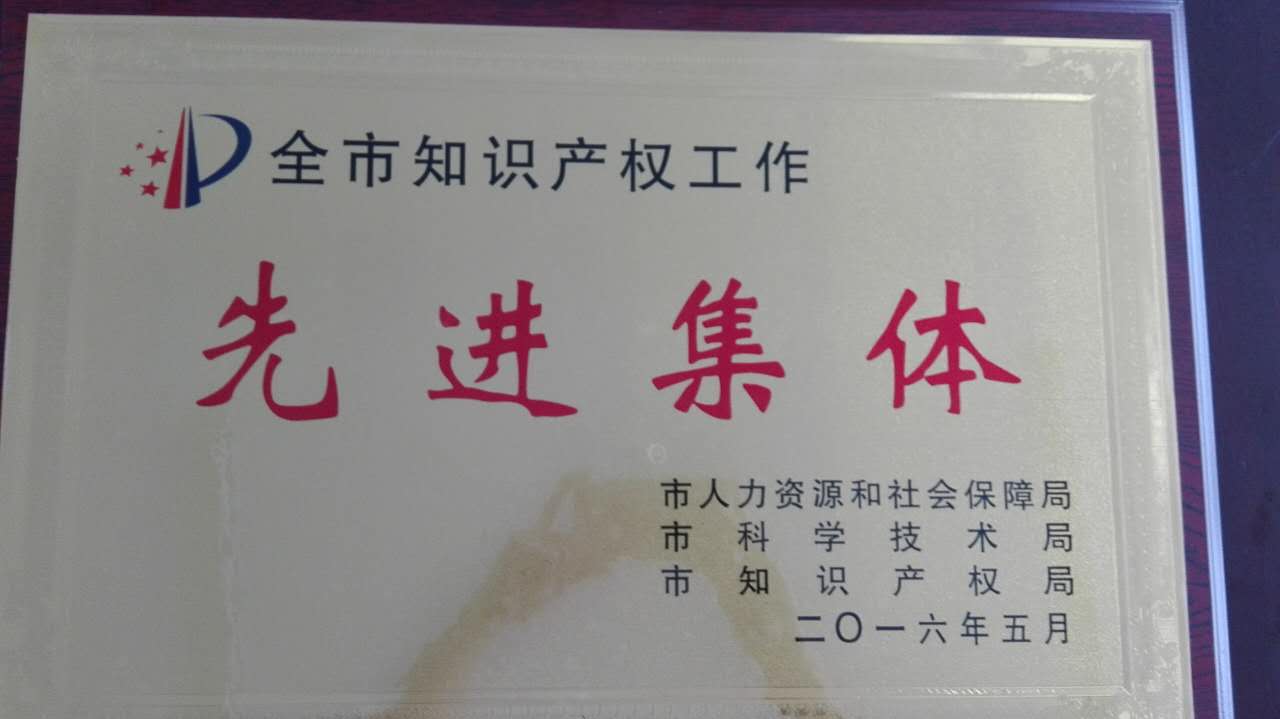 全市知识产权工作
先进集体
市人力资源和社会保障局
市科学技术局
市知识产权局
二〇一六年五月